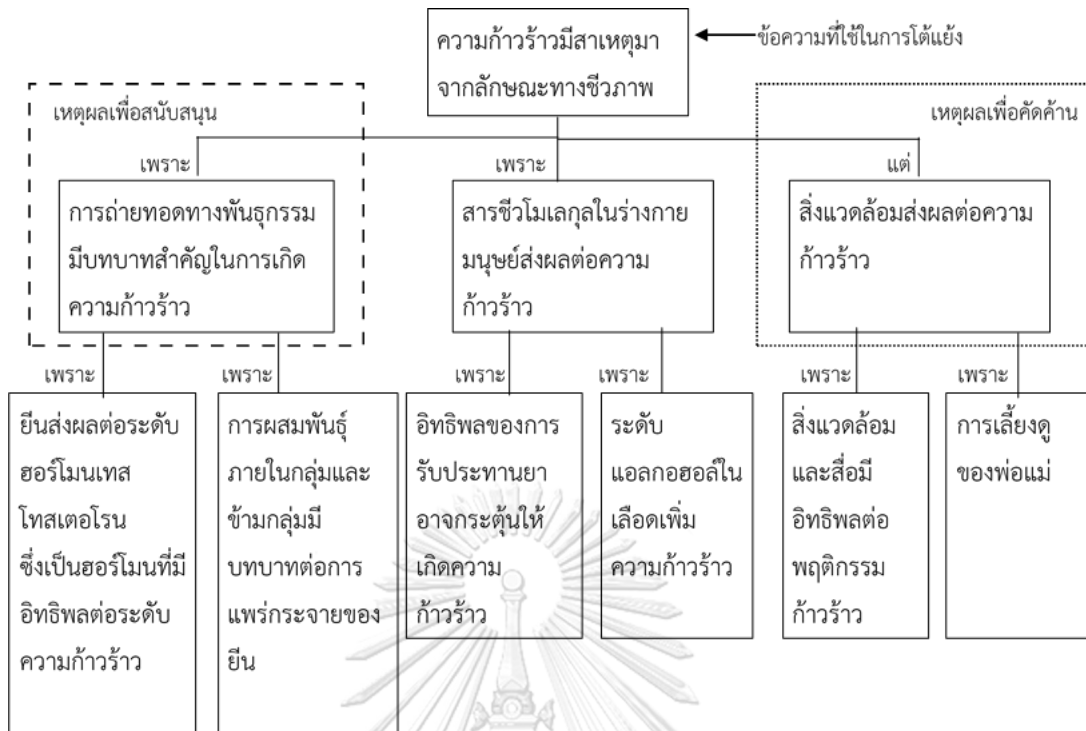 ความก้าวร้าวมีสาเหตุมา
จากลักษณะทางชีวภาพ
ข้อความที่ใช้ในการโต้แย้ง
เหตุผลเพื่อสนับสนุน
เหตุผลเพื่อคัดค้าน
เพราะ
เพราะ
แต่
การถ่ายทอดทางพันธุกรรม
มีบทบาทสำคัญในการเกิด
ความก้าวร้าว
สารชีวโมเลกุลในร่างกาย
มนุษย์ส่งผลต่อความ
ก้าวร้าว
สิ่งแวดล้อมส่งผลต่อความ
ก้าวร้าว
เพราะ
เพราะ
เพราะ
เพราะ
เพราะ
เพราะ
ยีนส่งผลต่อระดับ
ฮอร์โมนเทส
โทสเตอโรน
ซึ่งเป็นฮอร์โมนที่มี
อิทธิพลต่อระดับ
ความก้าวร้าว
การผสมพันธุ์
ภายในกลุ่มและ
ข้ามกลุ่มมี
บทบาทต่อการ
แพร่กระจายของ
ยีน
อิทธิพลของการ
รับประทานยา
อาจกระตุ้นให้
เกิดความ
ก้าวร้าว
ระดับ
แอลกอฮอล์ใน
เลือดเพิ่ม
ความก้าวร้าว
สิ่งแวดล้อม
และสื่อมี
อิทธิพลต่อ
พฤติกรรม
ก้าวร้าว
การเลี้ยงดู
ของพ่อแม่